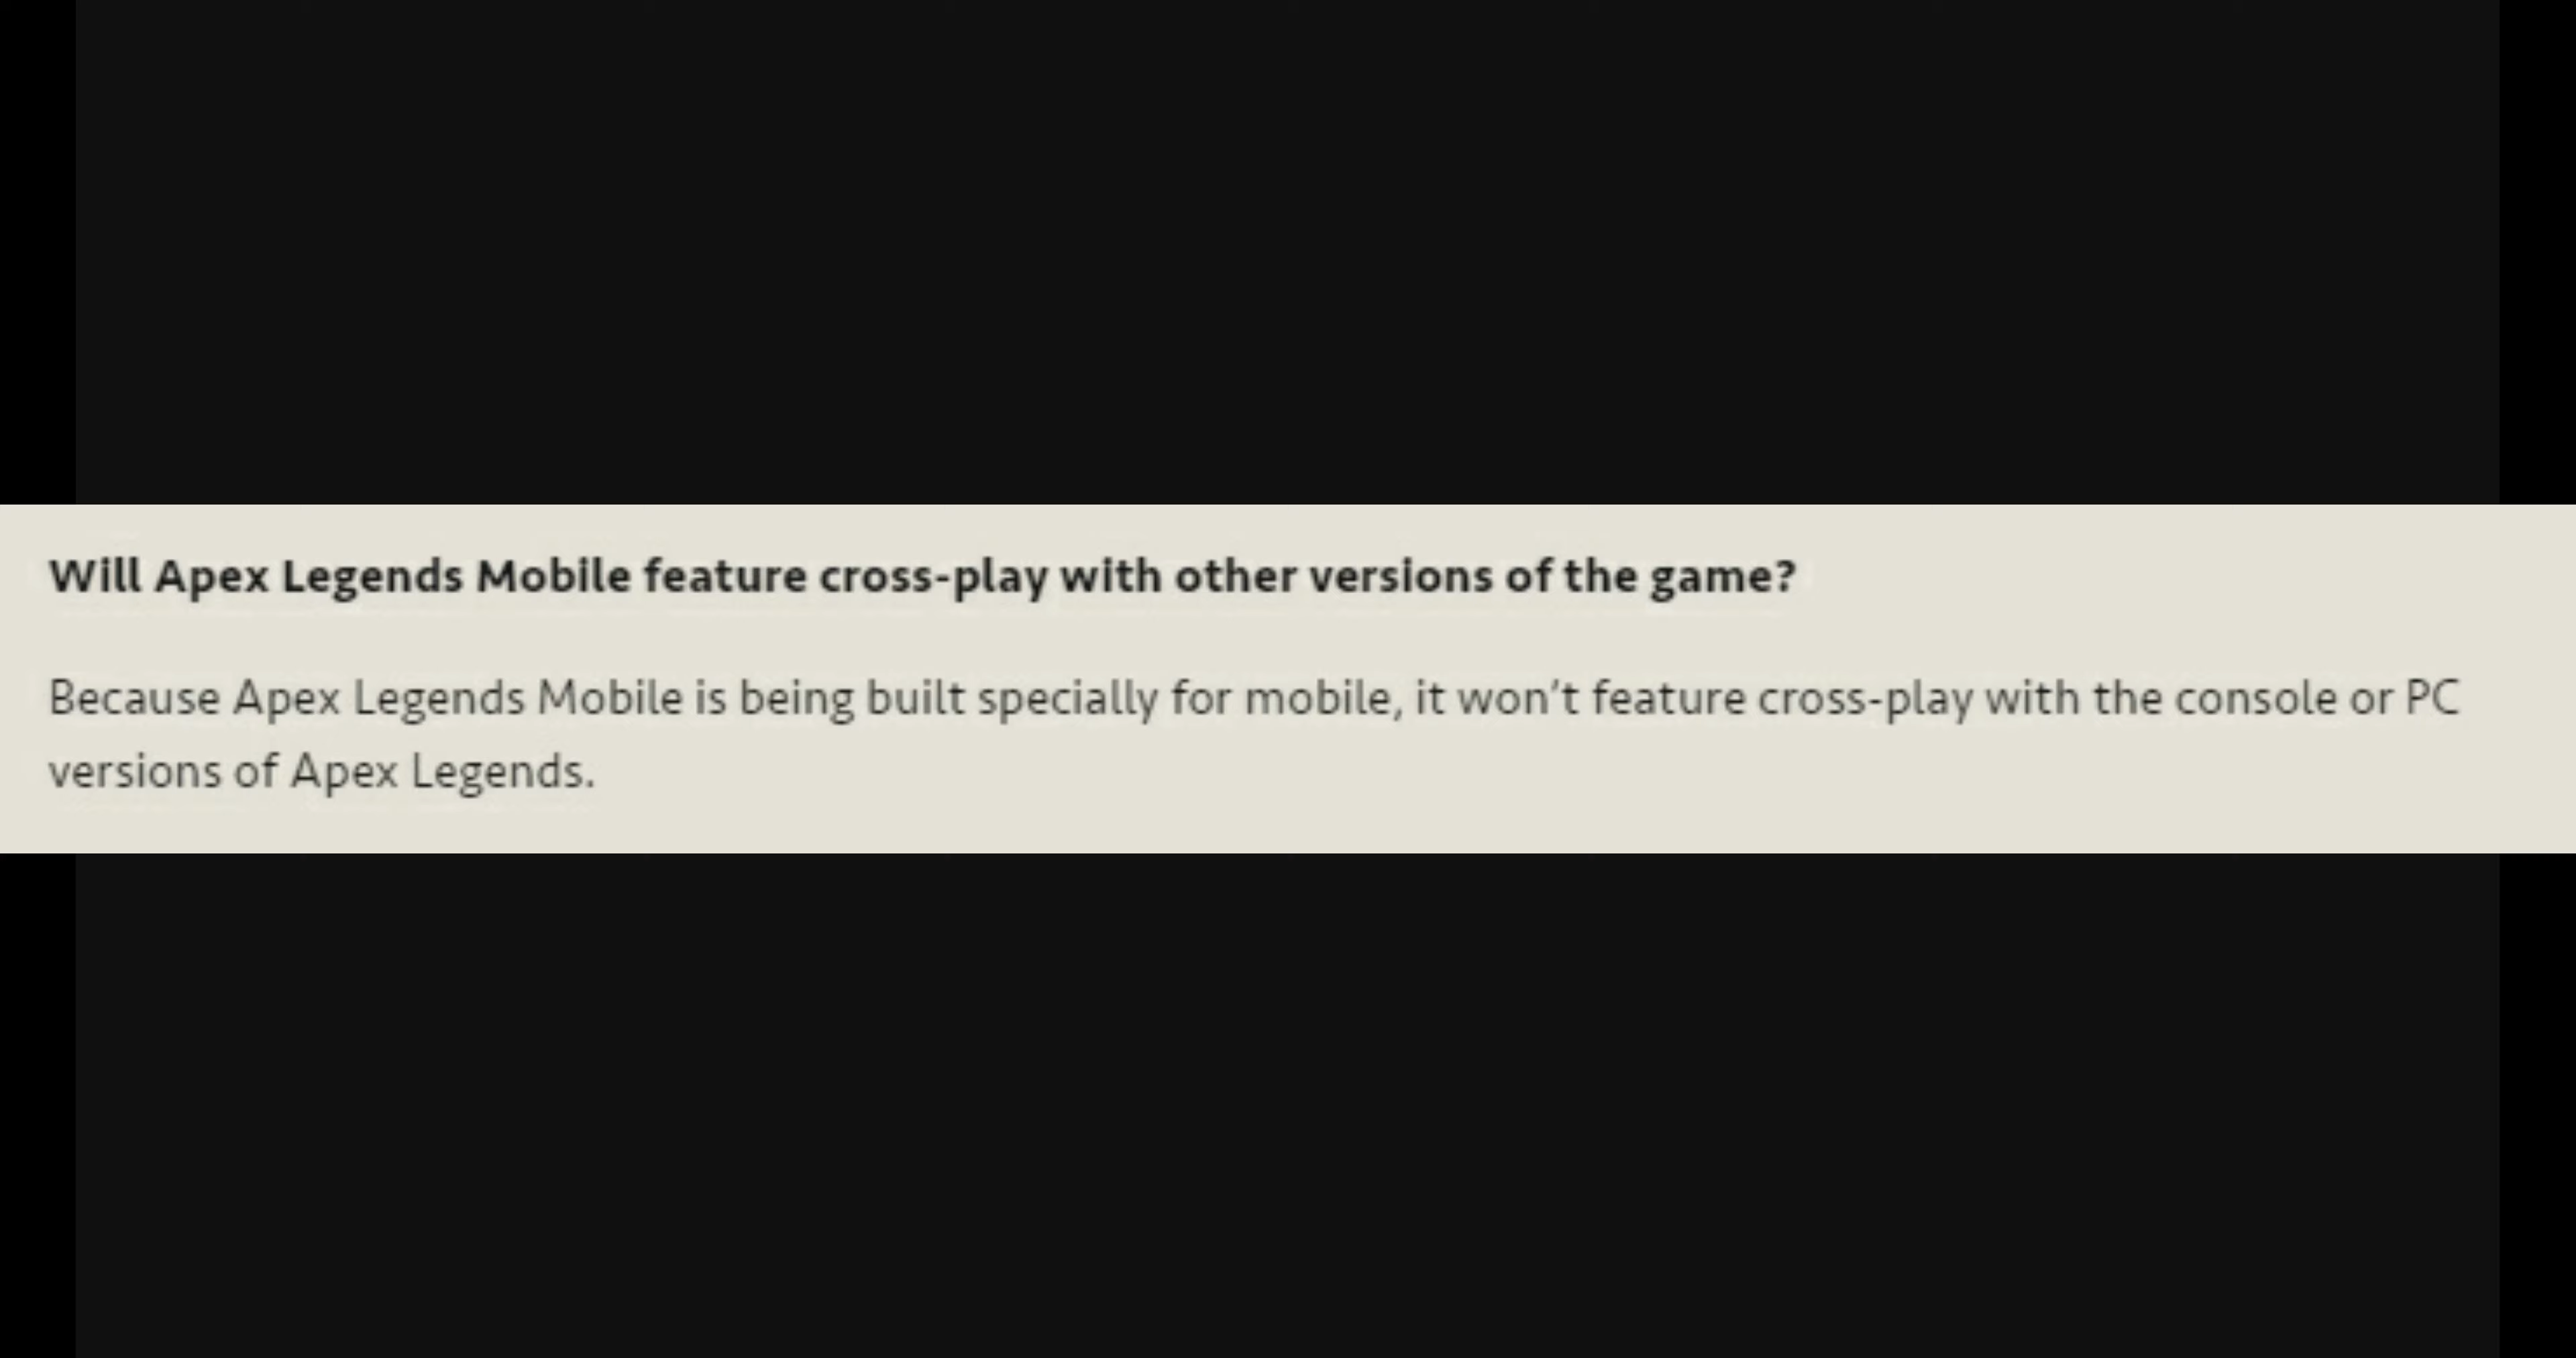 Will Apex Legends Mobile feature cross-play with other versions of the game?
Because Apex Legends Mobile is being built specially for mobile, it won’t feature cross-play with the console or PC
versions of Apex Legends.